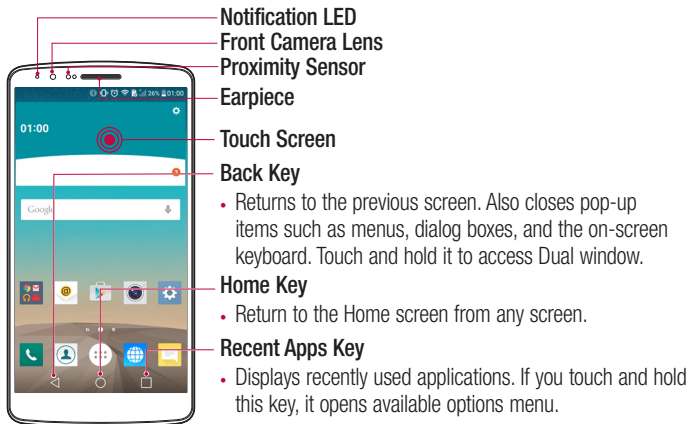 Notification LED
Front Camera Lens
Proximity Sensor
Earpiece
26% 01:00
01:00
Touch Screen
Back Key
• Returns to the previous screen. Also closes pop-up
items such as menus, dialog boxes, and the on-screen
keyboard. Touch and hold it to access Dual window.
Google
Home Key
• Return to the Home screen from any screen.
Recent Apps Key
• Displays recently used applications. If you touch and hold
this key, it opens available options menu.